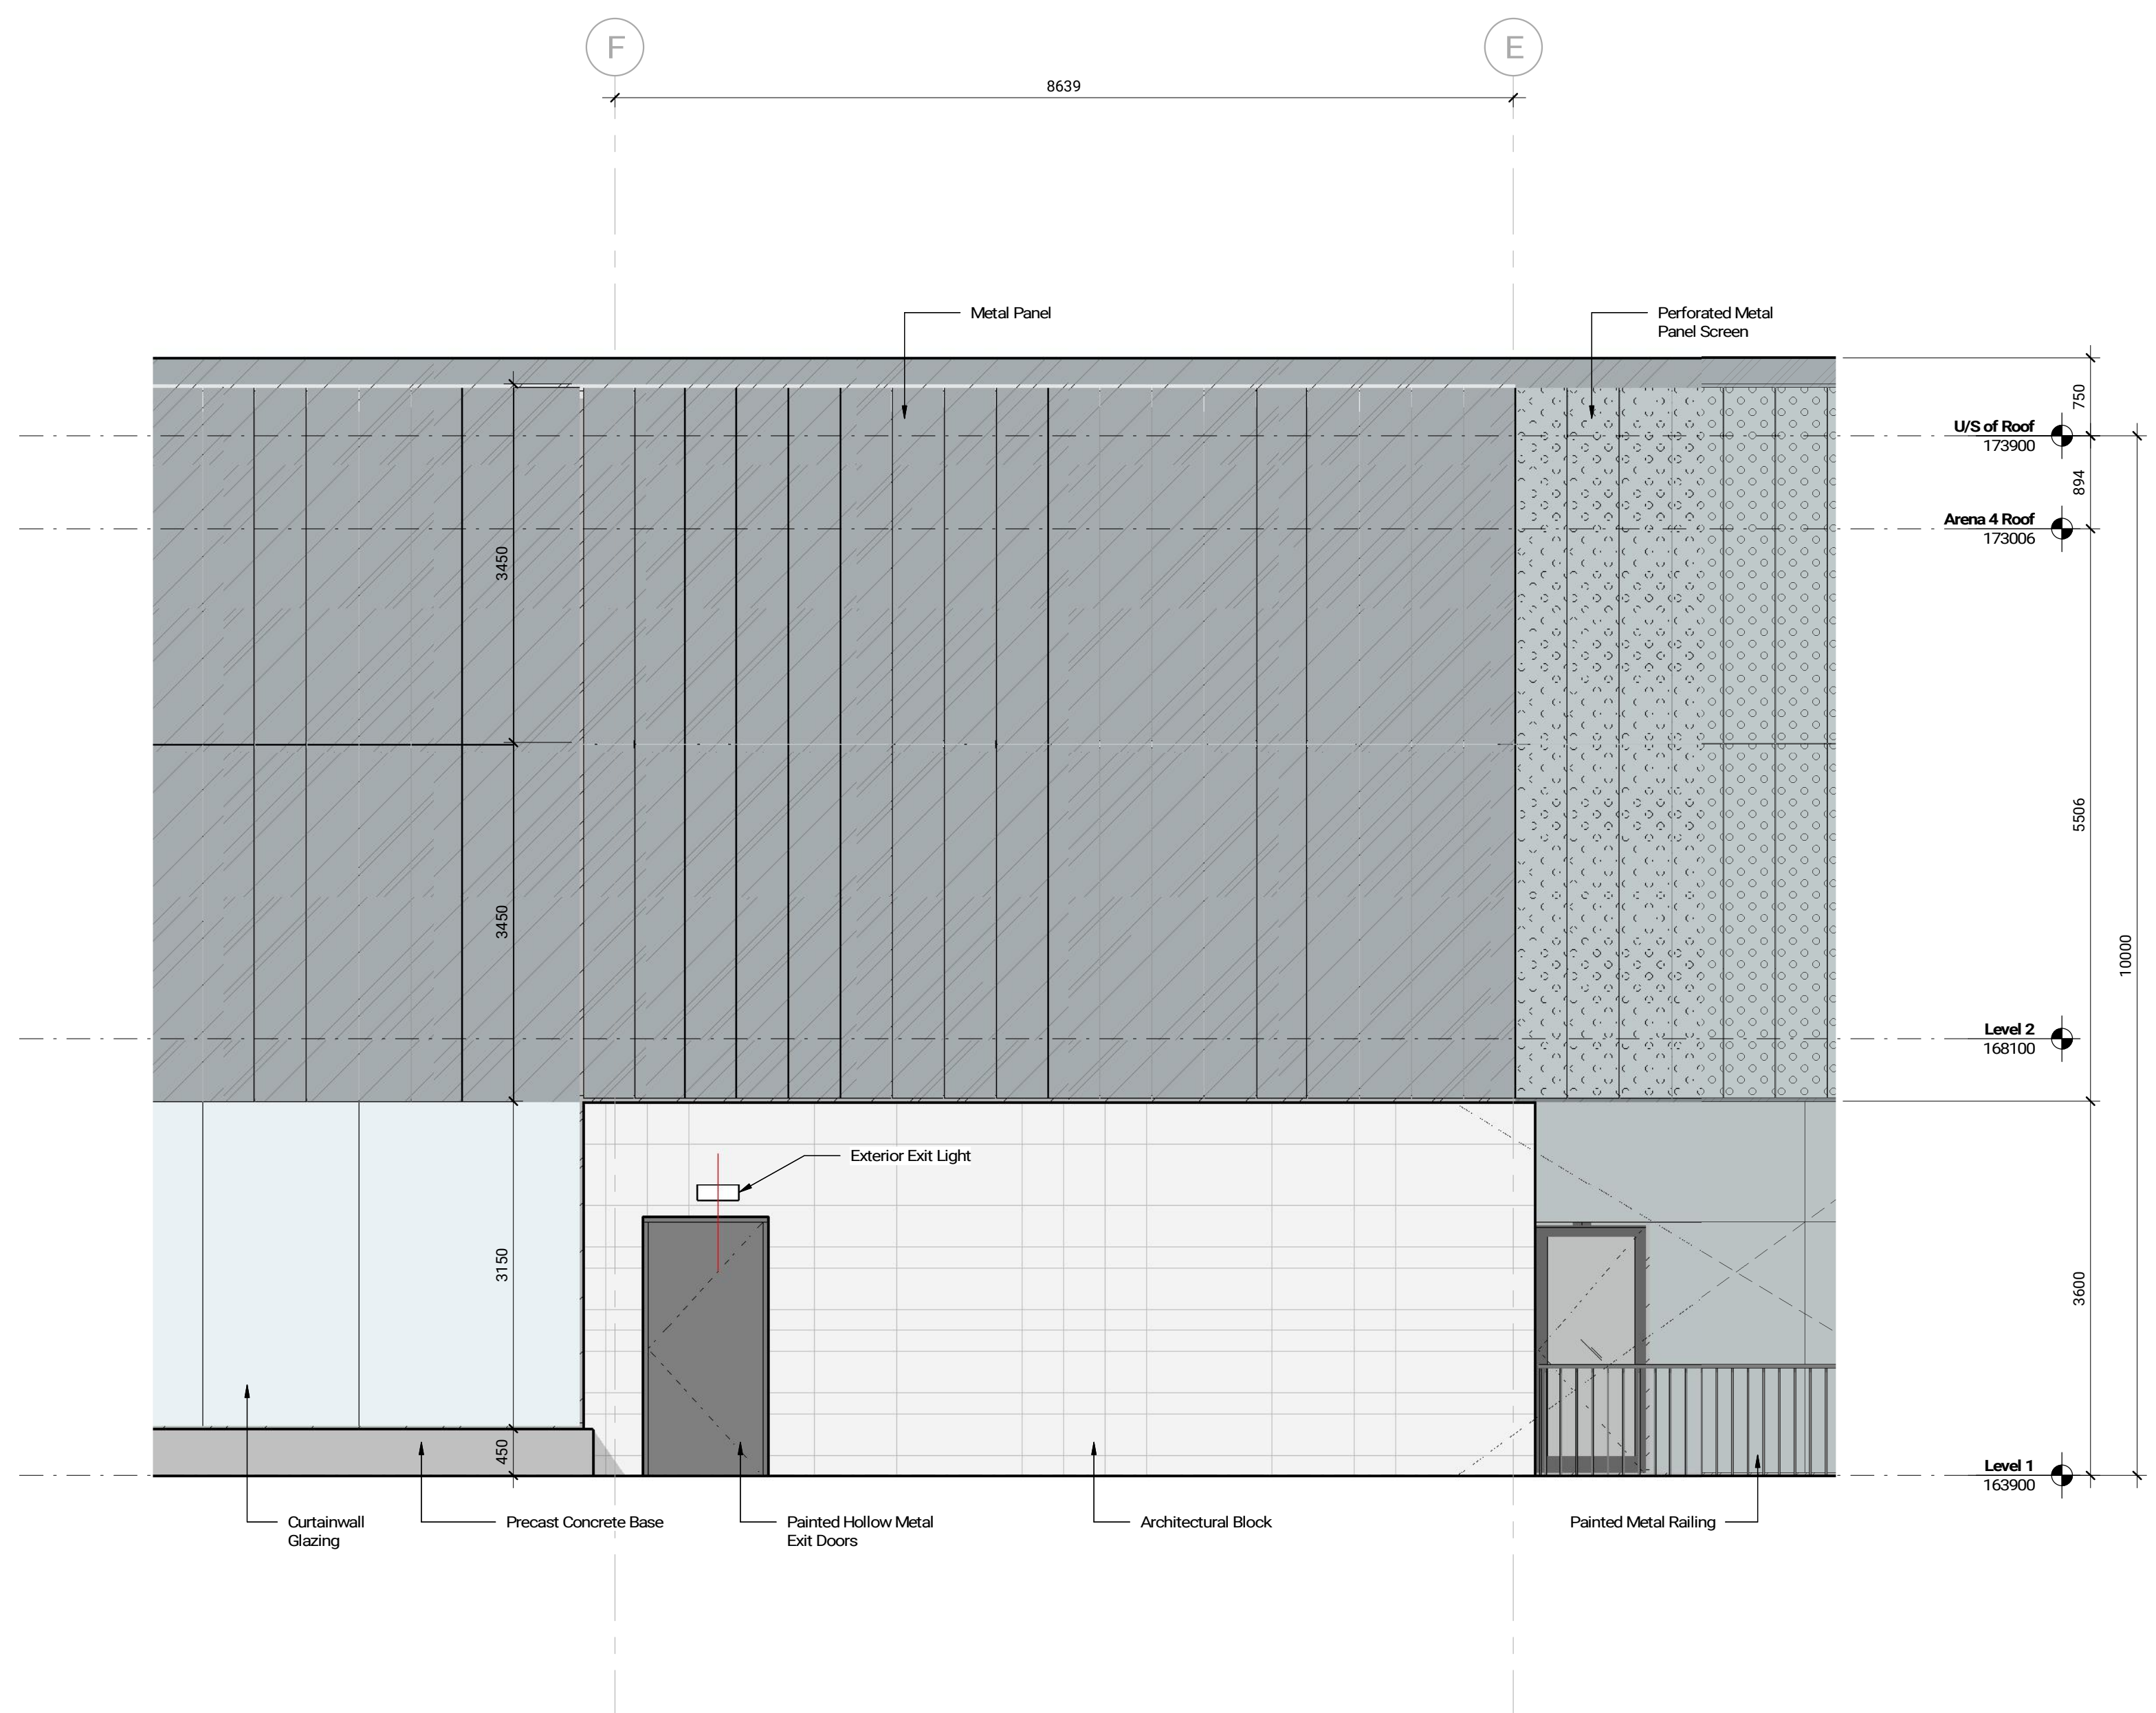 F
E
8639
Metal Panel
Perforated Metal
Panel Screen
750
U/S of Roof
173900
894
Arena 4 Roof
173006
3450
5506
3450
10000
Level 2
168100
Exterior Exit Light
3150
3600
450
Level 1
163900
Curtainwall
Glazing
Precast Concrete Base
Painted Hollow Metal
Exit Doors
Architectural Block
Painted Metal Railing